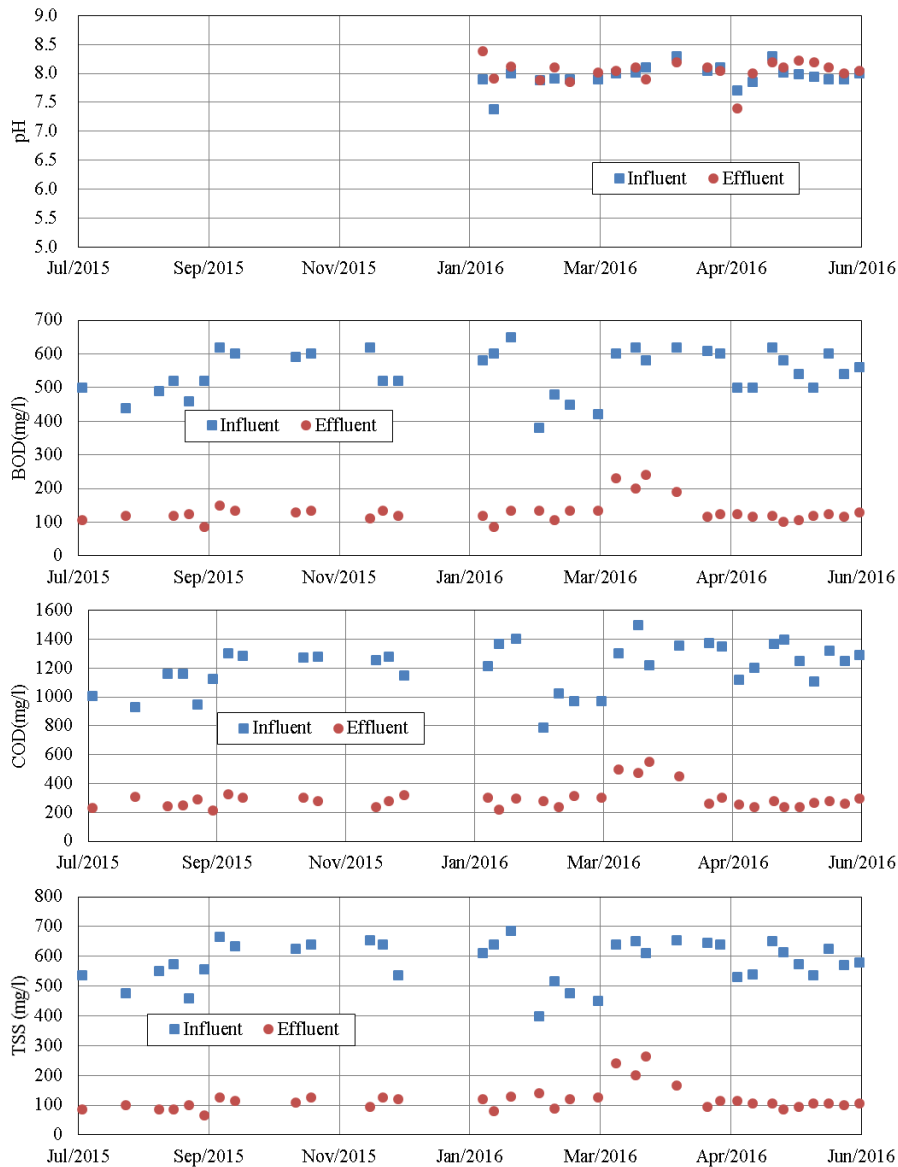 9.0
8.5
8.0
7.5
7.0
6.5
6.0
5.5
5.0
pH
Influent Effluent
Jul/2015 Sep/2015 Nov/2015 Jan/2016 Mar/2016 Apr/2016 Jun/2016
700
600
500
400
300
200
100
0
BOD(mg/l)
Influent Effluent
Jul/2015 Sep/2015 Nov/2015 Jan/2016 Mar/2016 Apr/2016 Jun/2016
1600
1400
1200
1000
800
600
400
200
0
COD(mg/l)
Influent Effluent
Jul/2015 Sep/2015 Nov/2015 Jan/2016 Mar/2016 Apr/2016 Jun/2016
800
700
600
500
400
300
200
100
0
TSS (mg/l)
Influent Effluent
Jul/2015 Sep/2015 Nov/2015 Jan/2016 Mar/2016 Apr/2016 Jun/2016